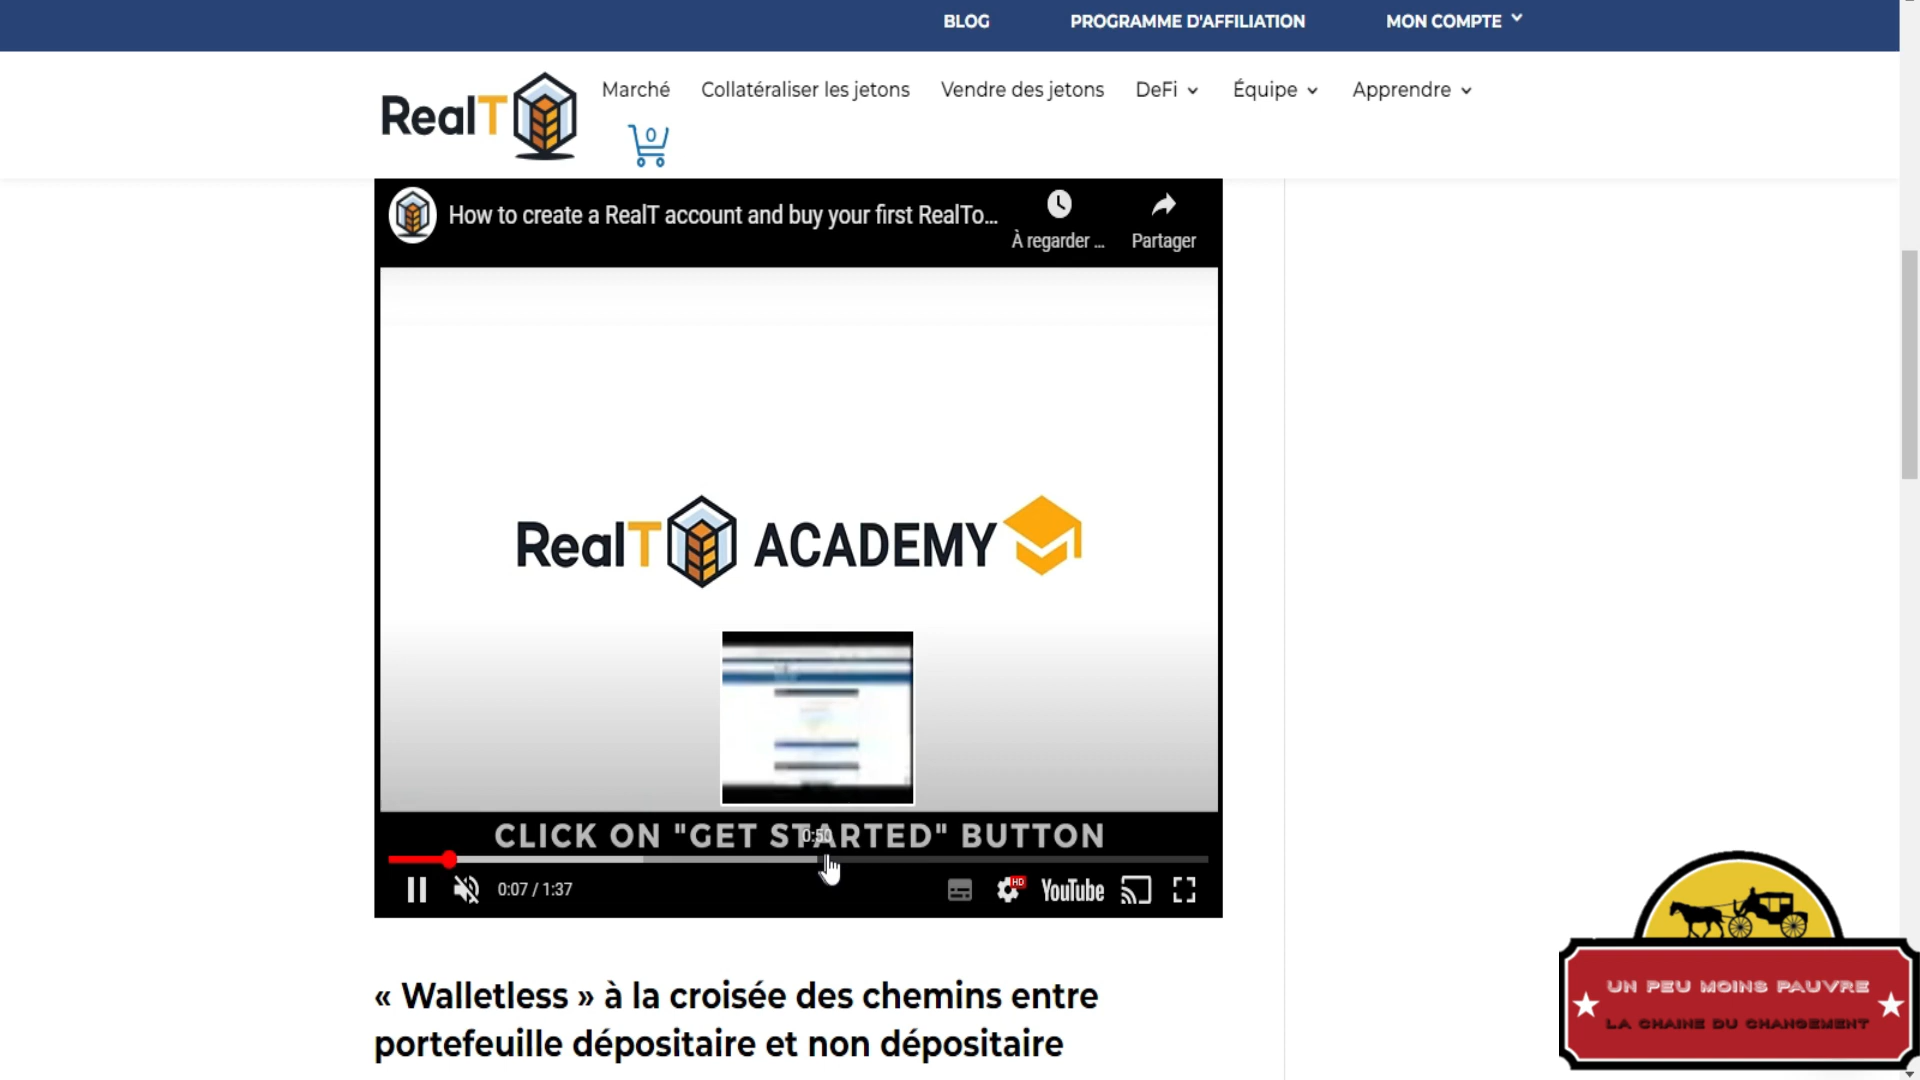 BLOG PROGRAMME D'AFFILIATION MON COMPTE
RealT Marché Collatéraliser les jetons Vendre des jetons DeFi Équipe Apprendre
0
How to create a RealT account and buy your first RealTo...
À regarder ... Partager
RealT ACADEMY
CLICK ON "GET STARTED" BUTTON
0:50
0:07 / 1:37 HD YouTube
« Walletless » à la croisée des chemins entre
portefeuille dépositaire et non dépositaire
UN PEU MOINS PAUVRE
LA CHAINE DU CHANGEMENT